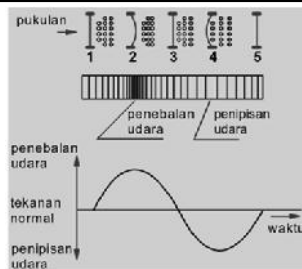 pukulan
1 2 3 4 5
penebalan udara
penipisan udara
penebalan udara
tekanan normal
waktu
penipisan udara